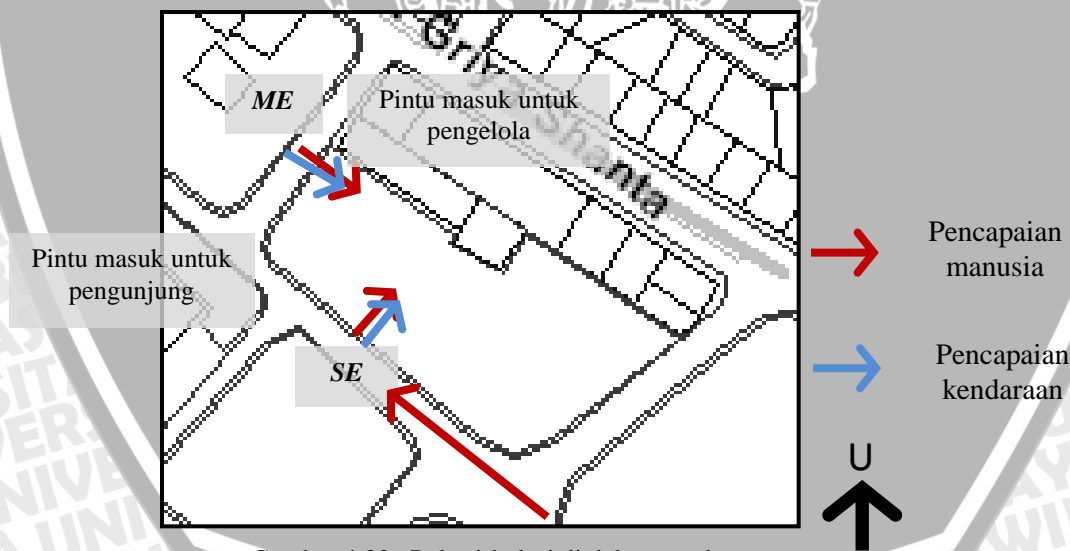 Griya Shanta
ME
Pintu masuk untuk
pengelola
Pintu masuk untuk
pengunjung
SE
Pencapaian
manusia
Pencapaian
kendaraan
U